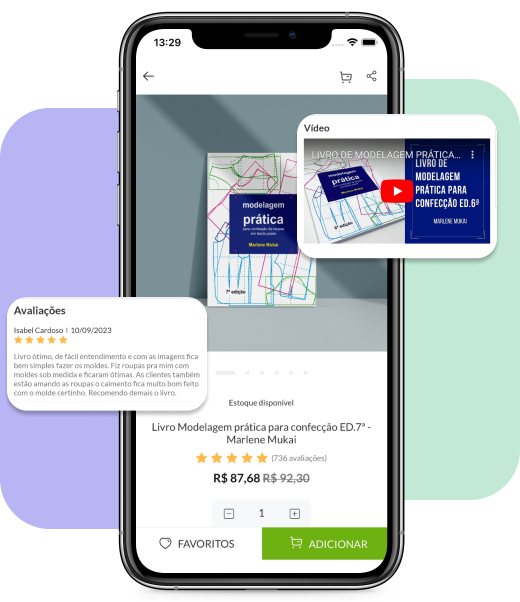 13:29
Vídeo
LIVRO DE MODELAGEM PRÁTICA...
modelagem
prática
Marlene Mukai
LIVRO DE
MODELAGEM
PRÁTICA PARA
CONFECÇÃO ED.6ª
MARLENE MUKAI
modelagem
prática
para confecção de roupas
em tecido plano
Marlene Mukai
7ª edição
Avaliações
Isabel Cardoso | 10/09/2023
Livro ótimo, de fácil entendimento e com as imagens fica
bem simples fazer os moldes. Fiz roupas pra mim com
moldes sob medida e ficaram ótimas. As clientes também
estão amando as roupas o caimento fica muito bom feito
com o molde certinho. Recomendo demais o livro.
Estoque disponível
Livro Modelagem prática para confecção ED.7ª -
Marlene Mukai
(736 avaliações)
R$ 87,68 R$ 92,30
1
FAVORITOS
ADICIONAR